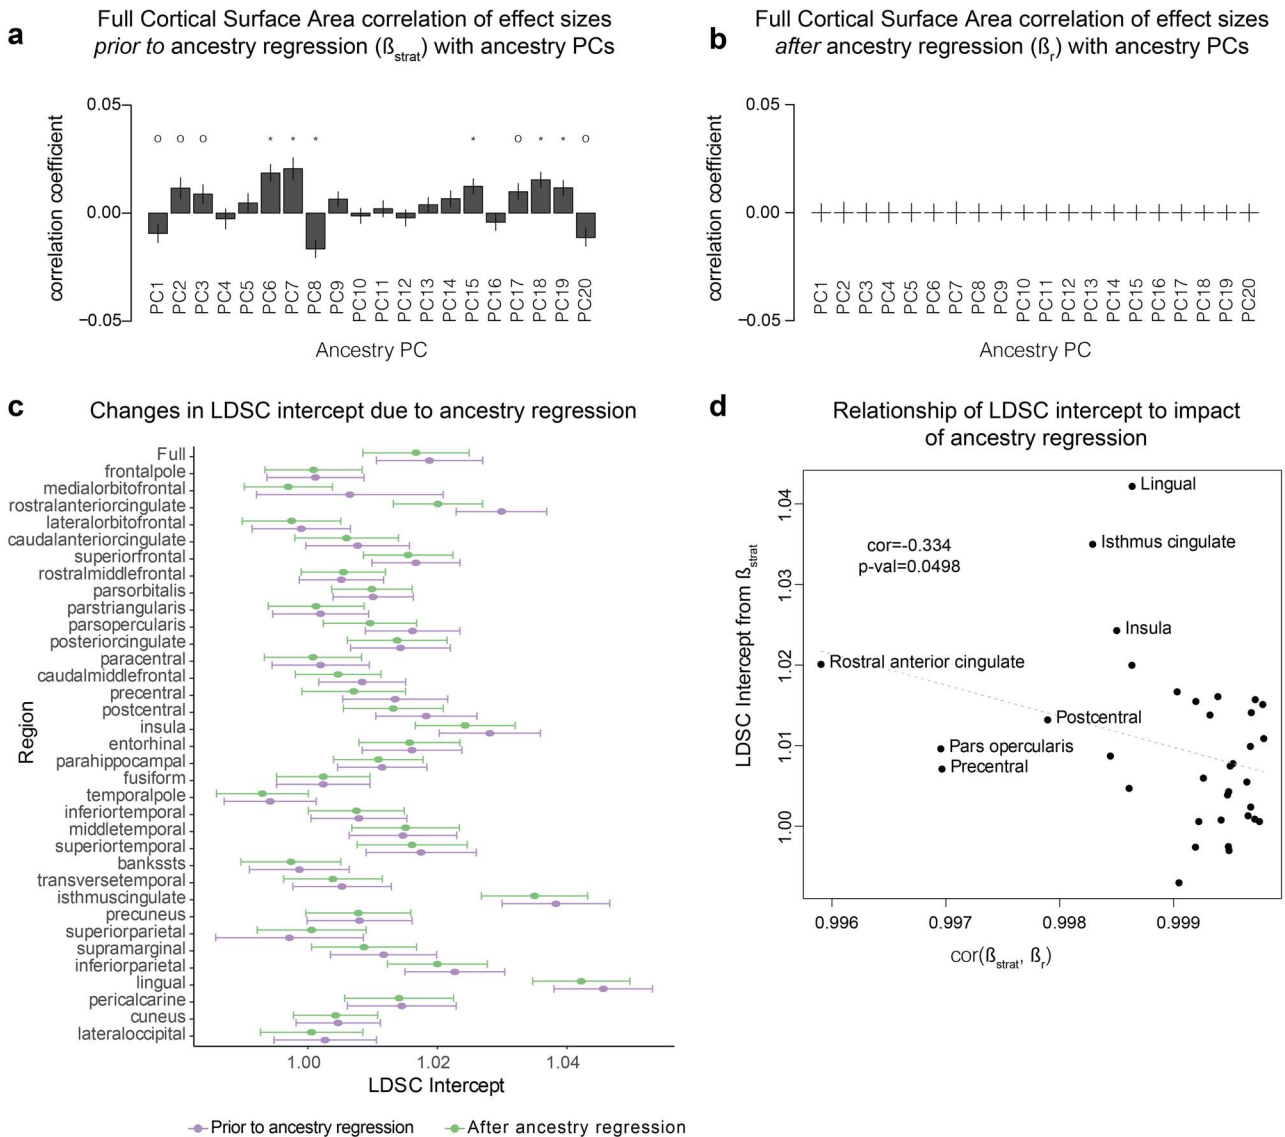 a
Full Cortical Surface Area correlation of effect sizes
prior to ancestry regression (ßstrat) with ancestry PCs
correlation coefficient
0.05
0.00
−0.05
o o o * * * * o * * o
PC1 PC2 PC3 PC4 PC5 PC6 PC7 PC8 PC9 PC10 PC11 PC12 PC13 PC14 PC15 PC16 PC17 PC18 PC19 PC20
Ancestry PC
b
Full Cortical Surface Area correlation of effect sizes
after ancestry regression (ßr) with ancestry PCs
correlation coefficient
0.05
0.00
−0.05
PC1 PC2 PC3 PC4 PC5 PC6 PC7 PC8 PC9 PC10 PC11 PC12 PC13 PC14 PC15 PC16 PC17 PC18 PC19 PC20
Ancestry PC
c
Changes in LDSC intercept due to ancestry regression
Region
Full
frontalpole
medialorbitofrontal
rostralanteriorcingulate
lateralorbitofrontal
caudalanteriorcingulate
superiorfrontal
rostralmiddlefrontal
parsorbitalis
parstriangularis
parsopercularis
posteriorcingulate
paracentral
caudalmiddlefrontal
precentral
postcentral
insula
entorhinal
parahippocampal
fusiform
temporalpole
inferiortemporal
middletemporal
superiortemporal
bankssts
transversetemporal
isthmuscingulate
precuneus
superiorparietal
supramarginal
inferiorparietal
lingual
pericalcarine
cuneus
lateraloccipital
1.00 1.02 1.04
LDSC Intercept
Prior to ancestry regression After ancestry regression
d
Relationship of LDSC intercept to impact
of ancestry regression
LDSC Intercept from ßstrat
1.04
1.03
1.02
1.01
1.00
cor=-0.334
p-val=0.0498
Lingual
Isthmus cingulate
Insula
Rostral anterior cingulate
Postcentral
Pars opercularis
Precentral
0.996 0.997 0.998 0.999
cor(ßstrat, ßr)